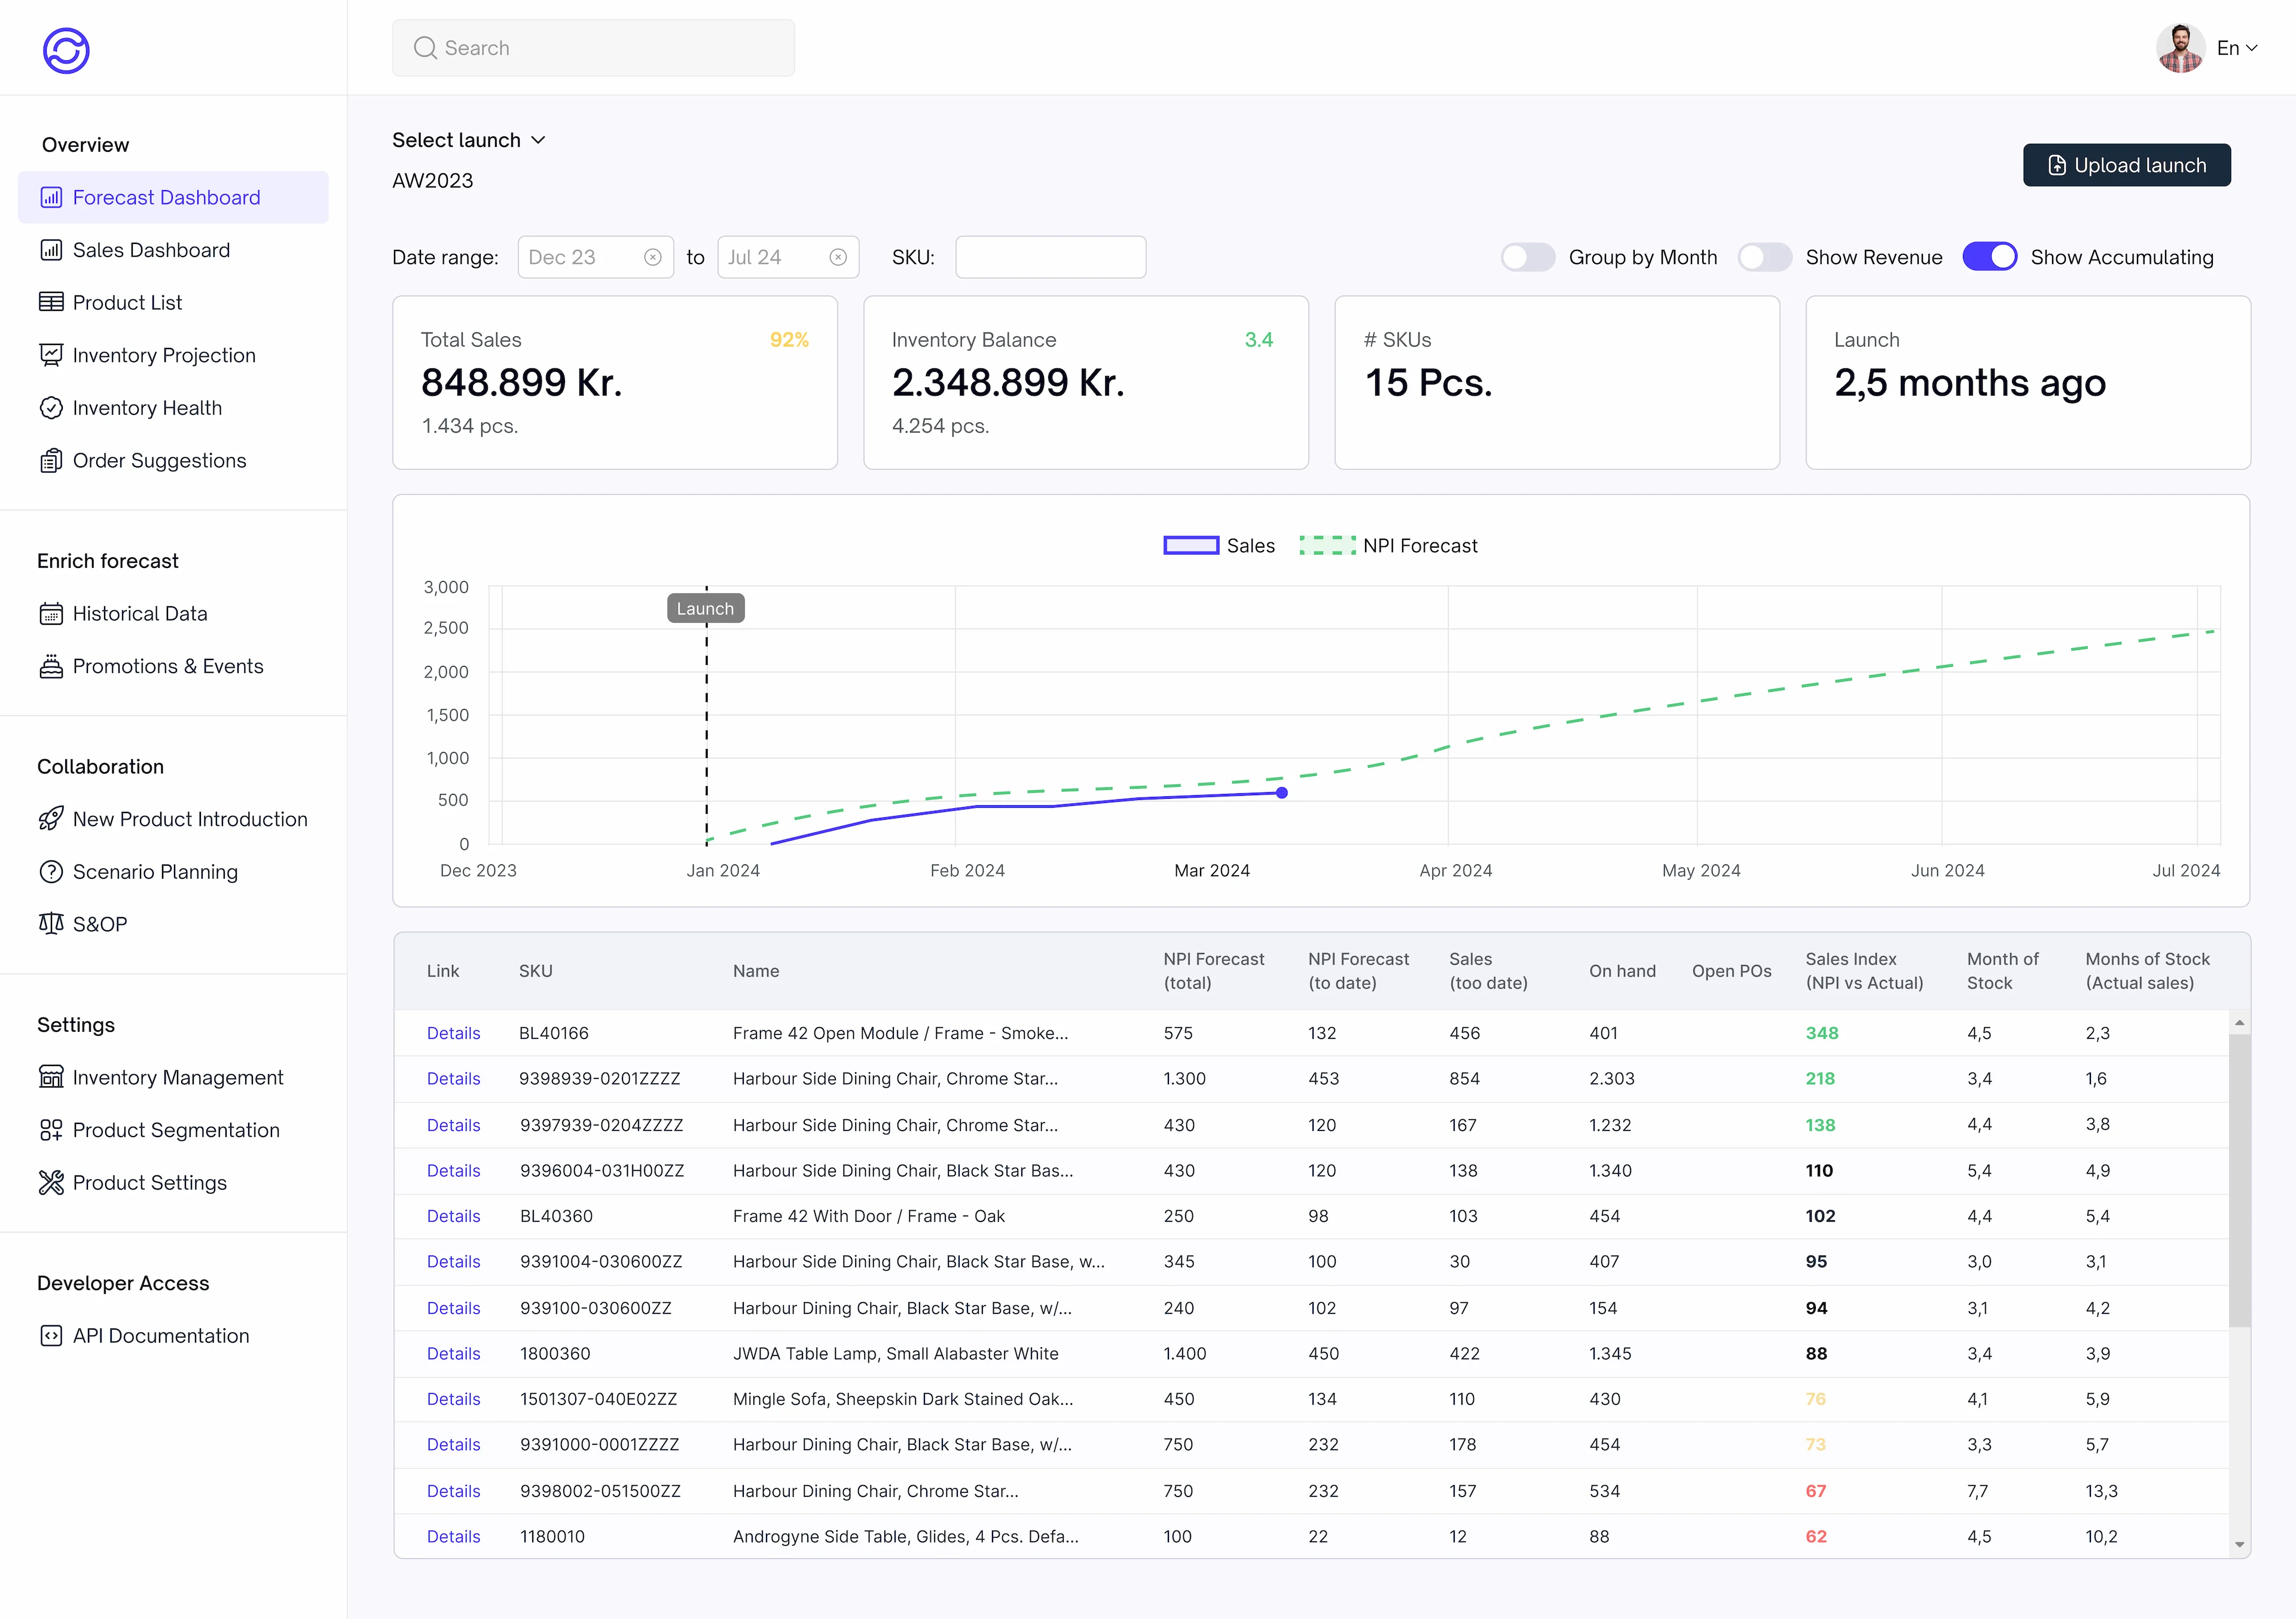 Search
En
Overview
Forecast Dashboard
Sales Dashboard
Product List
Inventory Projection
Inventory Health
Order Suggestions
Enrich forecast
Historical Data
Promotions & Events
Collaboration
New Product Introduction
Scenario Planning
S&OP
Settings
Inventory Management
Product Segmentation
Product Settings
Developer Access
API Documentation
Select launch
AW2023
Upload launch
Date range: Dec 23 to Jul 24 SKU: Group by Month Show Revenue Show Accumulating
Total Sales 92%
848.899 Kr.
1.434 pcs.
Inventory Balance 3.4
2.348.899 Kr.
4.254 pcs.
# SKUs
15 Pcs.
Launch
2,5 months ago
Sales NPI Forecast
3,000
Launch
2,500
2,000
1,500
1,000
500
0
Dec 2023 Jan 2024 Feb 2024 Mar 2024 Apr 2024 May 2024 Jun 2024 Jul 2024
Link SKU Name NPI Forecast (total) NPI Forecast (to date) Sales (too date) On hand Open POs Sales Index (NPI vs Actual) Month of Stock Monhs of Stock (Actual sales)
Details BL40166 Frame 42 Open Module / Frame - Smoke... 575 132 456 401 348 4,5 2,3
Details 9398939-0201ZZZZ Harbour Side Dining Chair, Chrome Star... 1.300 453 854 2.303 218 3,4 1,6
Details 9397939-0204ZZZZ Harbour Side Dining Chair, Chrome Star... 430 120 167 1.232 138 4,4 3,8
Details 9396004-031H00ZZ Harbour Side Dining Chair, Black Star Bas... 430 120 138 1.340 110 5,4 4,9
Details BL40360 Frame 42 With Door / Frame - Oak 250 98 103 454 102 4,4 5,4
Details 9391004-030600ZZ Harbour Side Dining Chair, Black Star Base, w... 345 100 30 407 95 3,0 3,1
Details 939100-030600ZZ Harbour Dining Chair, Black Star Base, w/... 240 102 97 154 94 3,1 4,2
Details 1800360 JWDA Table Lamp, Small Alabaster White 1.400 450 422 1.345 88 3,4 3,9
Details 1501307-040E02ZZ Mingle Sofa, Sheepskin Dark Stained Oak... 450 134 110 430 76 4,1 5,9
Details 9391000-0001ZZZZ Harbour Dining Chair, Black Star Base, w/... 750 232 178 454 73 3,3 5,7
Details 9398002-051500ZZ Harbour Dining Chair, Chrome Star... 750 232 157 534 67 7,7 13,3
Details 1180010 Androgyne Side Table, Glides, 4 Pcs. Defa... 100 22 12 88 62 4,5 10,2